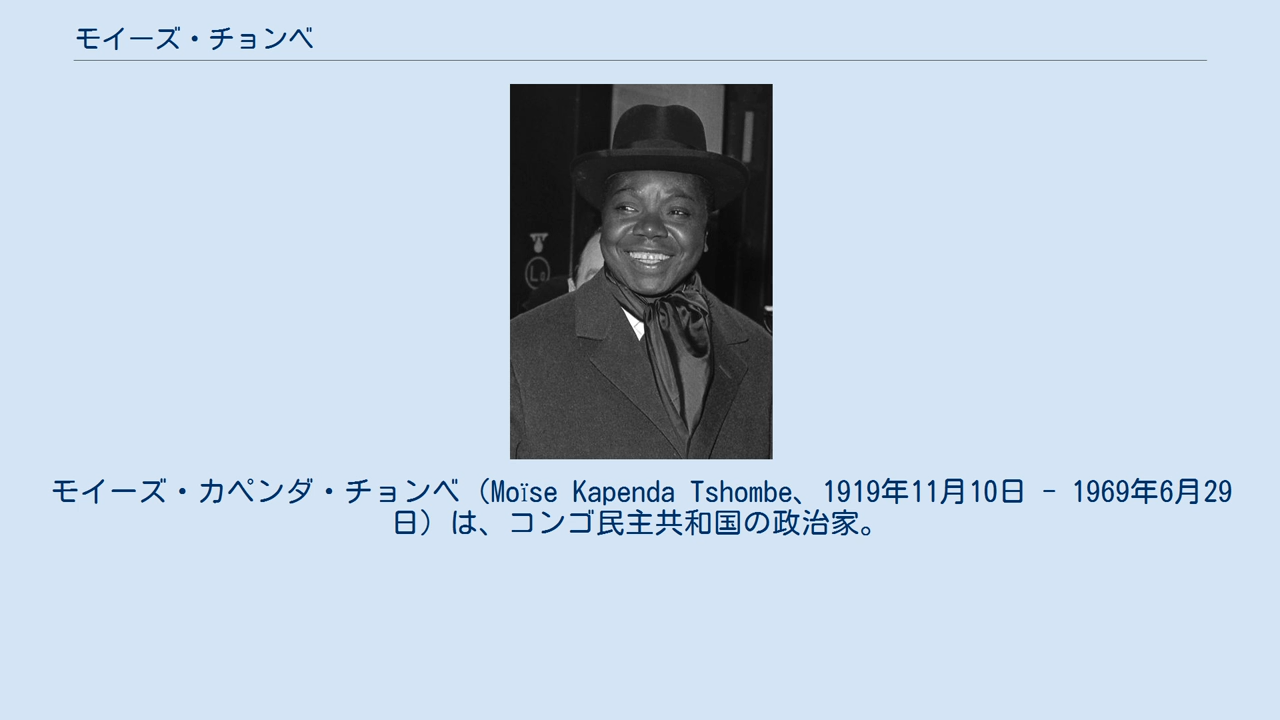 モイーズ・チョンベ
モイーズ・カペンダ・チョンベ（Moïse Kapenda Tshombe、1919年11月10日 - 1969年6月29
日）は、コンゴ民主共和国の政治家。